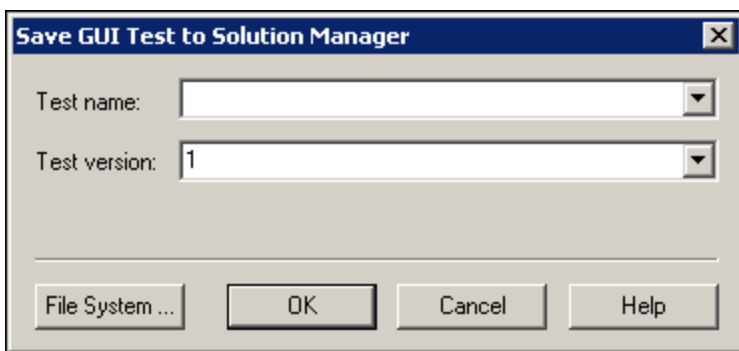 Save GUI Test to Solution Manager
Test name:
Test version: 1
File System ... OK Cancel Help